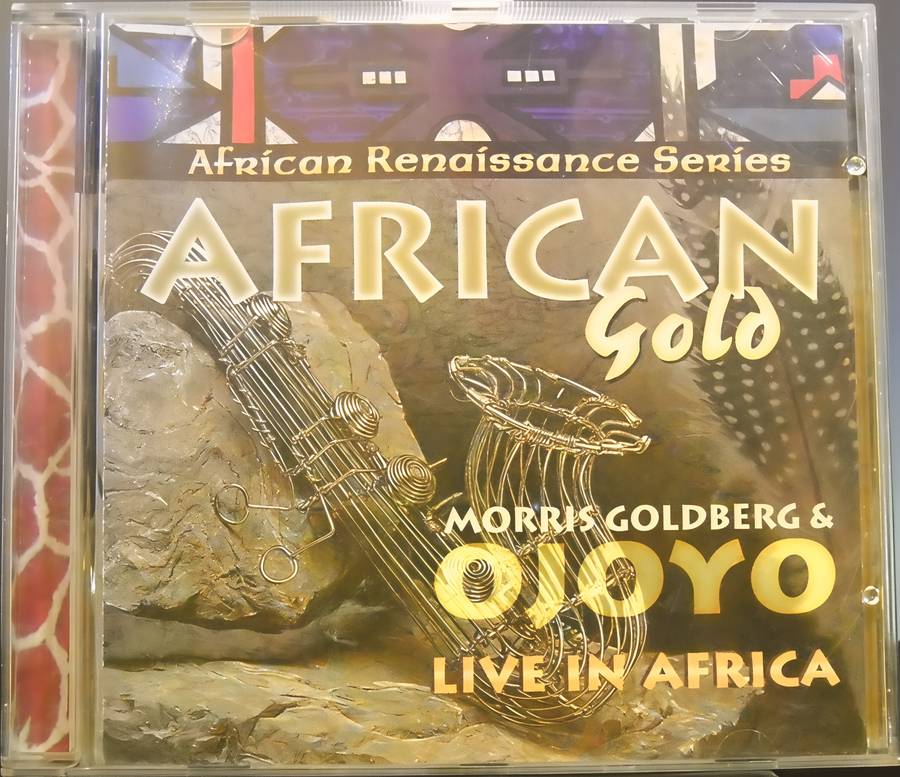 African Renaissance Series
AFRICAN
Gold
MORRIS GOLDBERG &
OJOYO
LIVE IN AFRICA